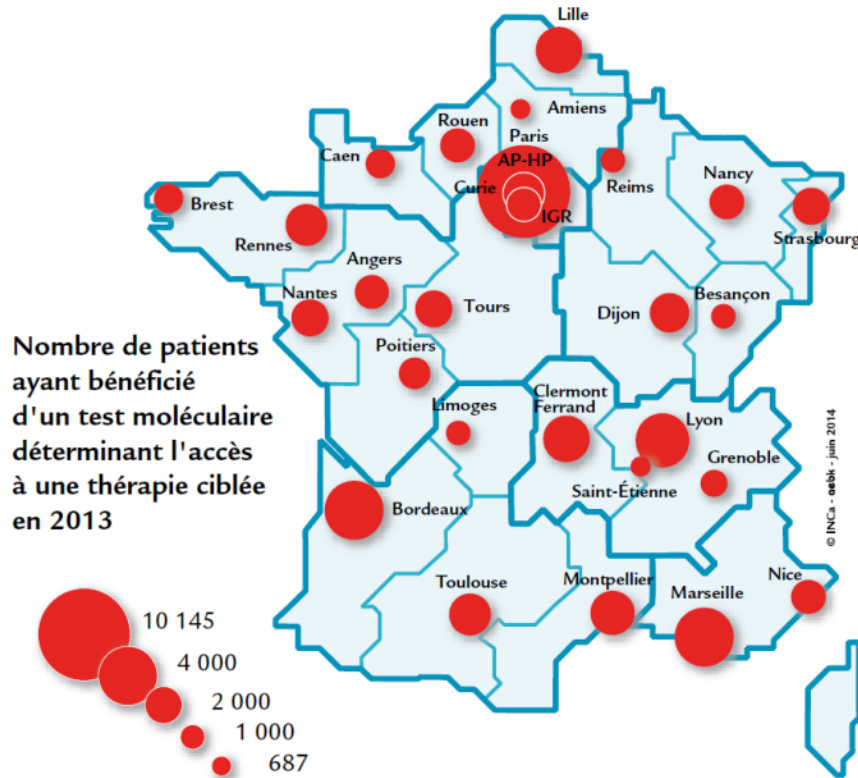 Lille
Amiens
Rouen
Paris
AP-HP
Caen
Curie
IGR
Reims
Nancy
Strasbourg
Brest
Rennes
Angers
Nantes
Tours
Dijon
Besançon
Poitiers
Nombre de patients
ayant bénéficié
d'un test moléculaire
déterminant l'accès
à une thérapie ciblée
en 2013
Limoges
Clermont
Ferrand
Lyon
Grenoble
Saint-Étienne
Bordeaux
Toulouse
Montpellier
Marseille
Nice
10 145
4 000
2 000
1 000
687
© INCa - oebk - juin 2014